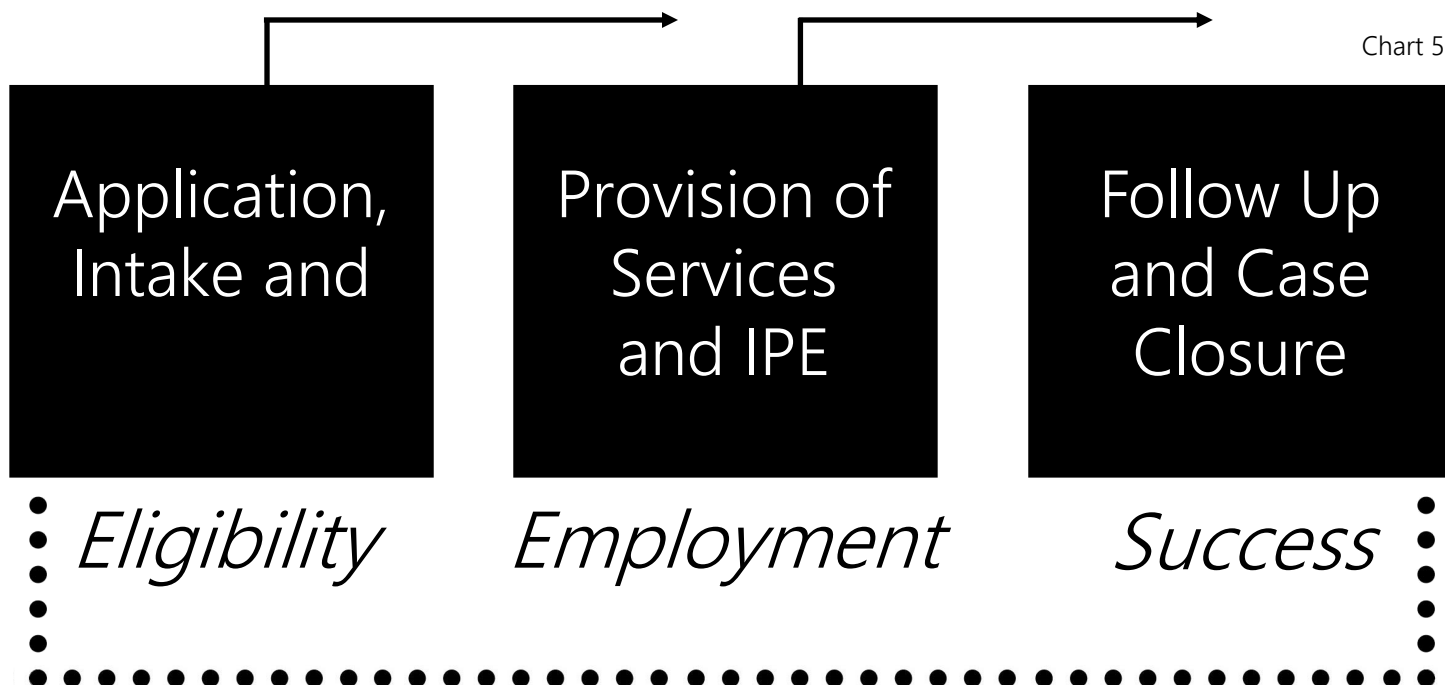 Chart 5
Application,
Intake and
Provision of
Services
and IPE
Follow Up
and Case
Closure
Eligibility
Employment
Success